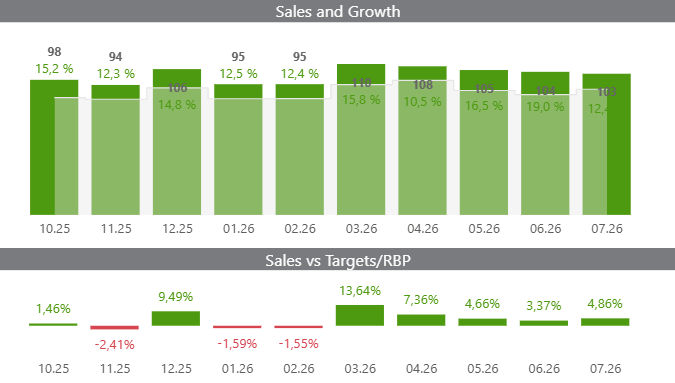 Sales and Growth
98 94 95 95
15,2 % 12,3 % 12,5 % 12,4 %
106 110 108 105 104 103
14,8 % 15,8 % 10,5 % 16,5 % 19,0 % 12,4
10.25 11.25 12.25 01.26 02.26 03.26 04.26 05.26 06.26 07.26
Sales vs Targets/RBP
1,46% -2,41% 9,49% -1,59% -1,55% 13,64% 7,36% 4,66% 3,37% 4,86%
10.25 11.25 12.25 01.26 02.26 03.26 04.26 05.26 06.26 07.26